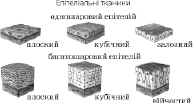 Епітеліальні тканини
одношаровий епітелій
плоский кубічний залозний
багатошаровий епітелій
плоский кубічний війчастий